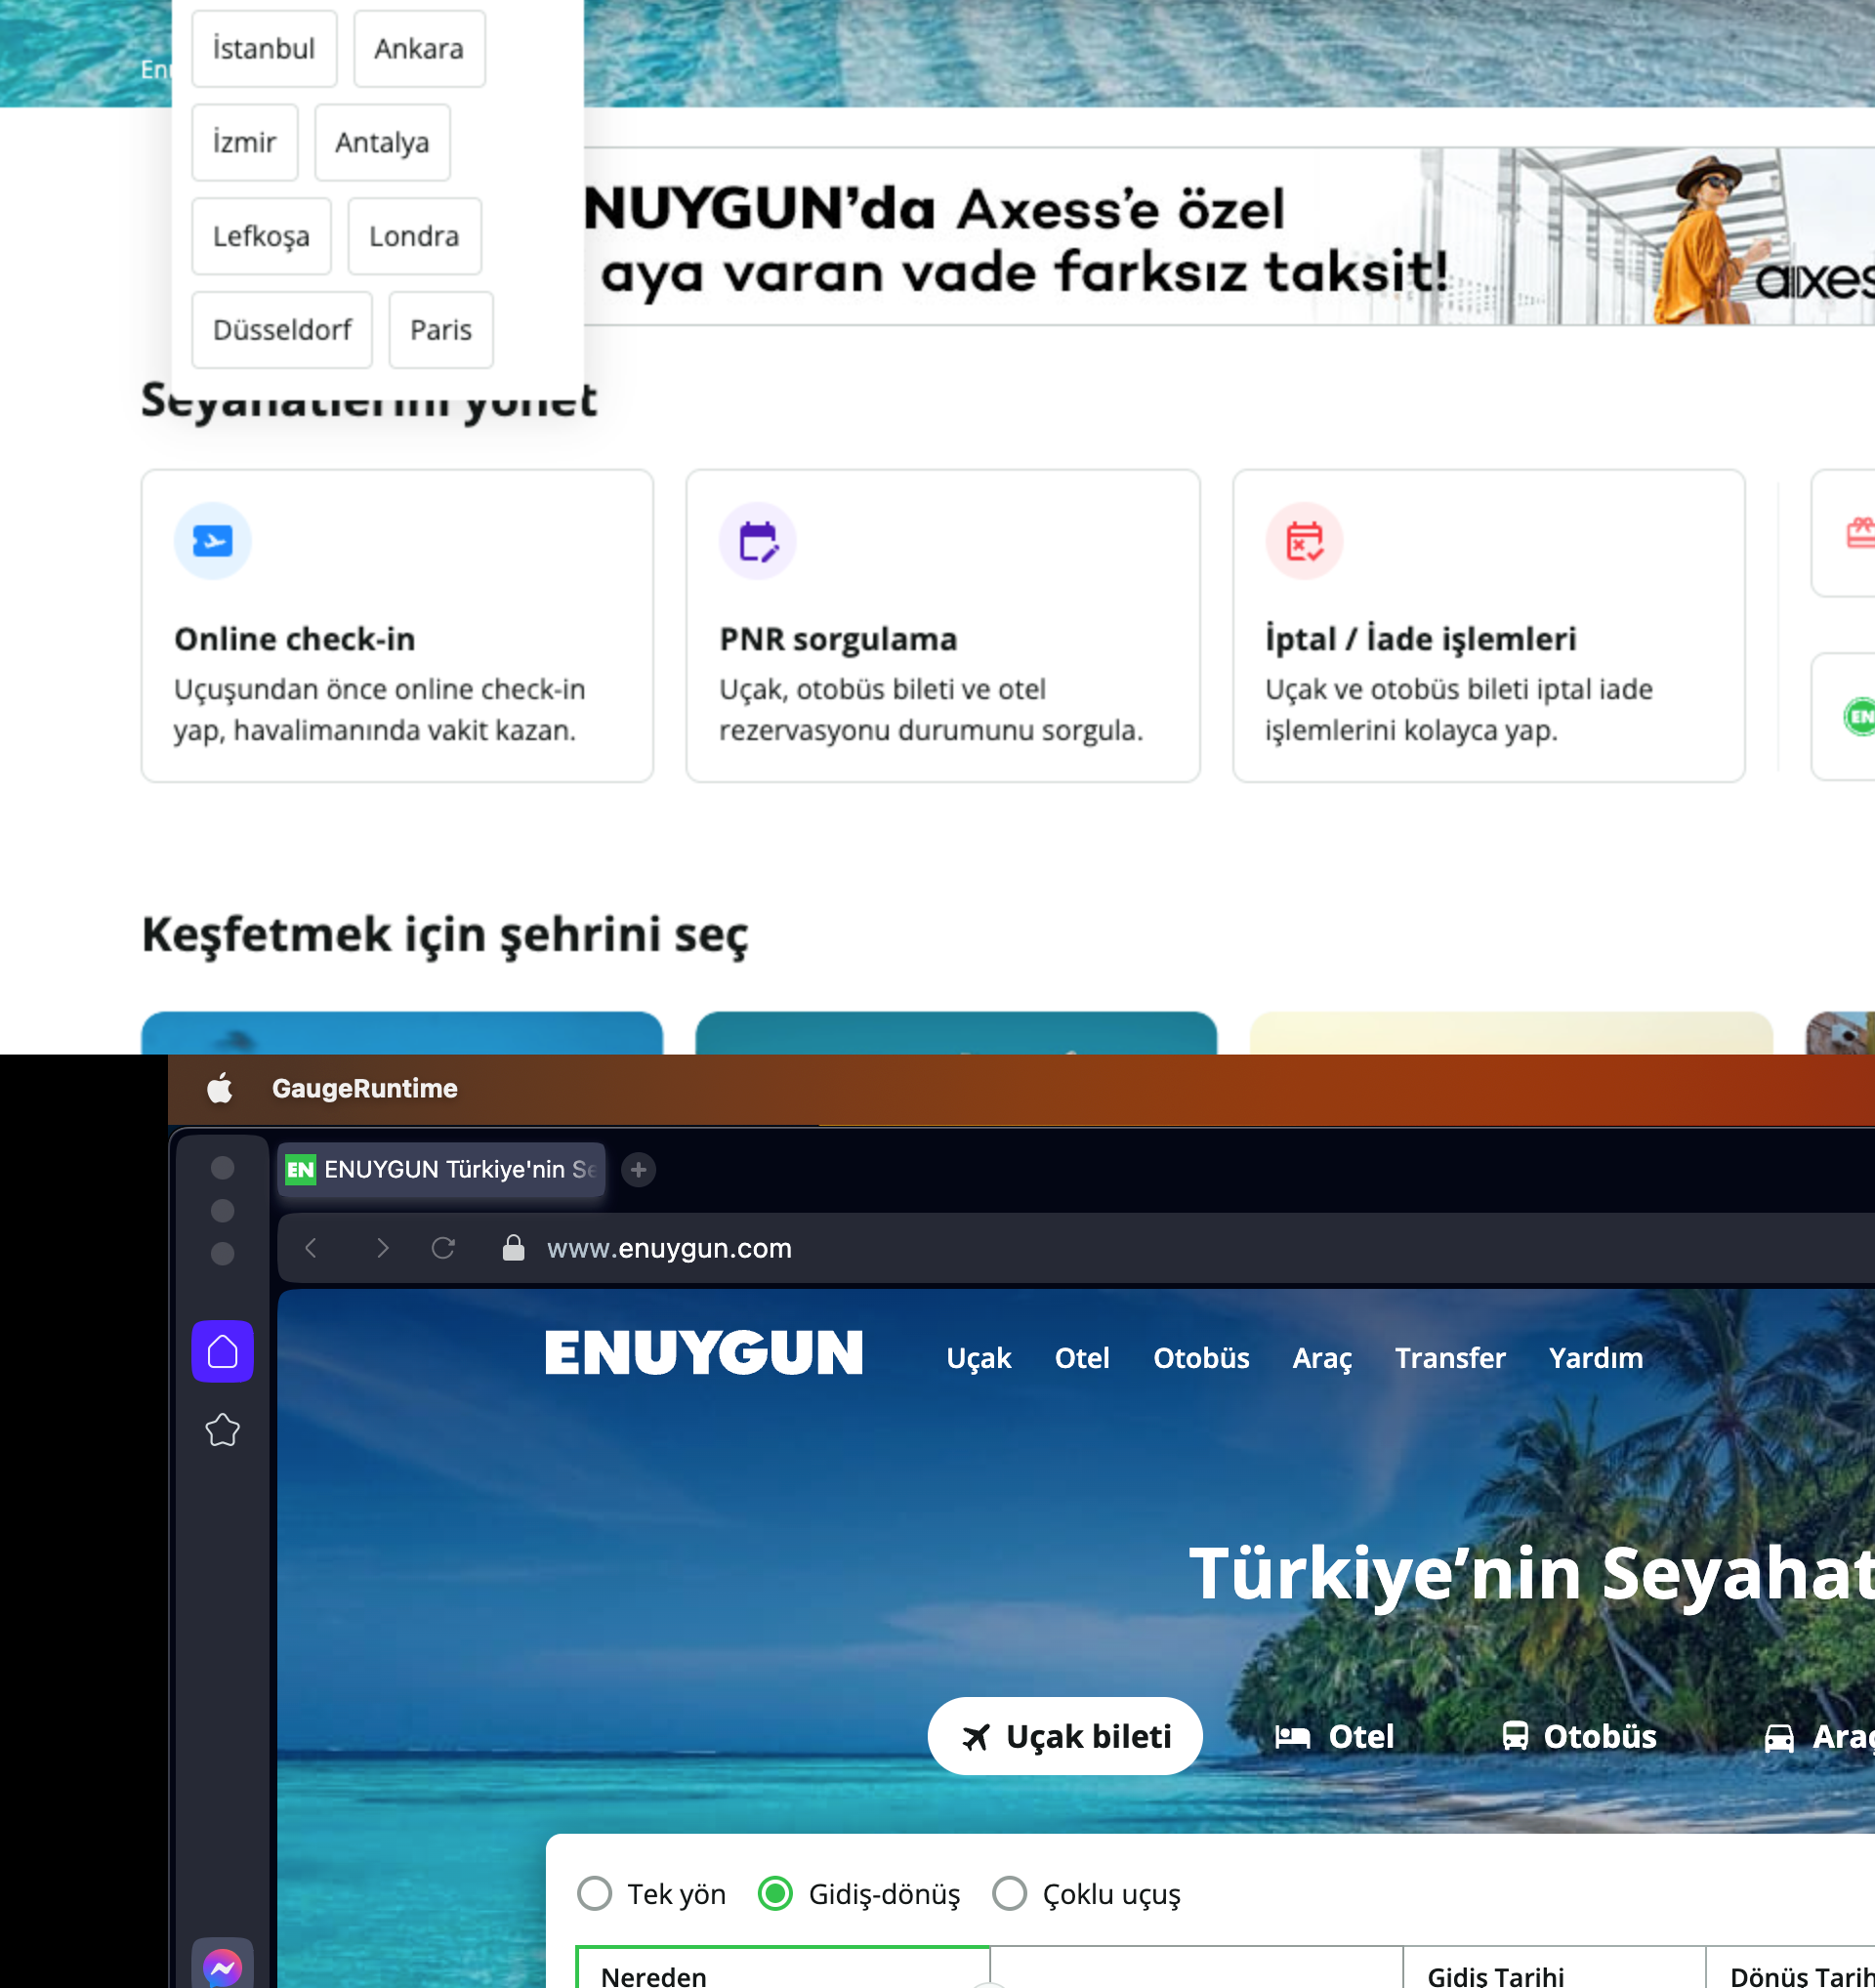 İstanbul
Ankara
İzmir
Antalya
Lefkoşa
Londra
Düsseldorf
Paris
NUYGUN’da Axess’e özel
aya varan vade farksız taksit!
Seyahatlerini yönet
Online check-in
Uçuşundan önce online check-in
yap, havalimanında vakit kazan.
PNR sorgulama
Uçak, otobüs bileti ve otel
rezervasyonu durumunu sorgula.
İptal / İade işlemleri
Uçak ve otobüs bileti iptal iade
işlemlerini kolayca yap.
EN
Keşfetmek için şehrini seç
GaugeRuntime
EN ENUYGUN Türkiye'nin
www.enuygun.com
ENUYGUN
Uçak
Otel
Otobüs
Araç
Transfer
Yardım
Türkiye’nin Seyahat
Uçak bileti
Otel
Otobüs
Araç
Tek yön
Gidiş-dönüş
Çoklu uçuş
Nereden
Gidiş Tarihi
Dönüş